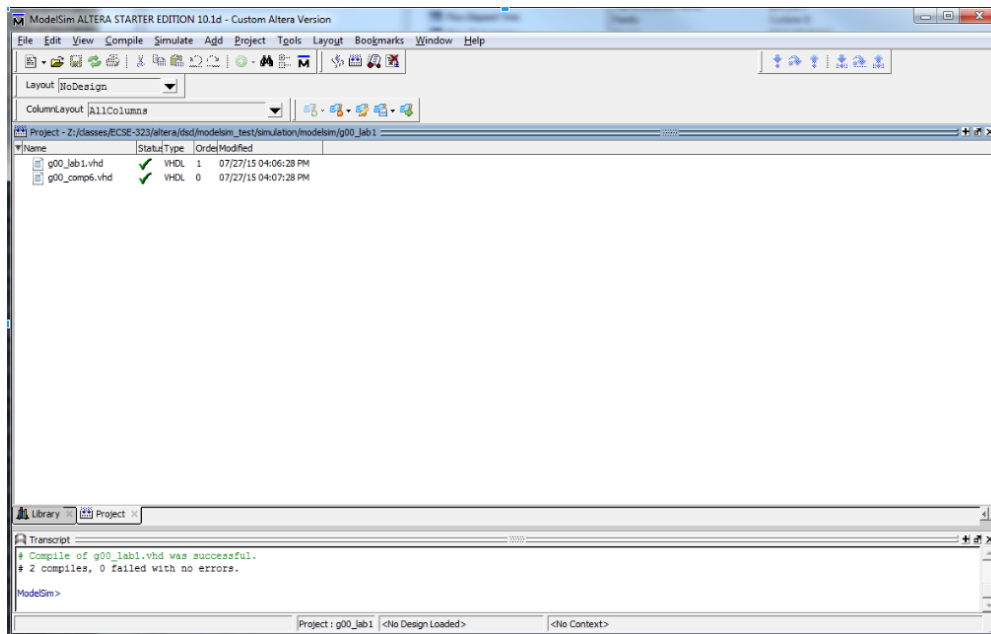 ModelSim ALTERA STARTER EDITION 10.1d - Custom Altera Version
File Edit View Compile Simulate Add Project Tools Layout Bookmarks Window Help
Layout NoDesign
ColumnLayout AllColumns
Project - Z:/classes/ECSE-323/altera/dsd/modelsim_test/simulation/modelsim/g00_lab1
Name Statu Type Orde Modified
g00_lab1.vhd VHDL 1 07/27/15 04:06:28 PM
g00_comp6.vhd VHDL 0 07/27/15 04:07:28 PM
Library Project
Transcript
# Compile of g00_lab1.vhd was successful.
# 2 compiles, 0 failed with no errors.
ModelSim>
Project : g00_lab1 <No Design Loaded> <No Context>